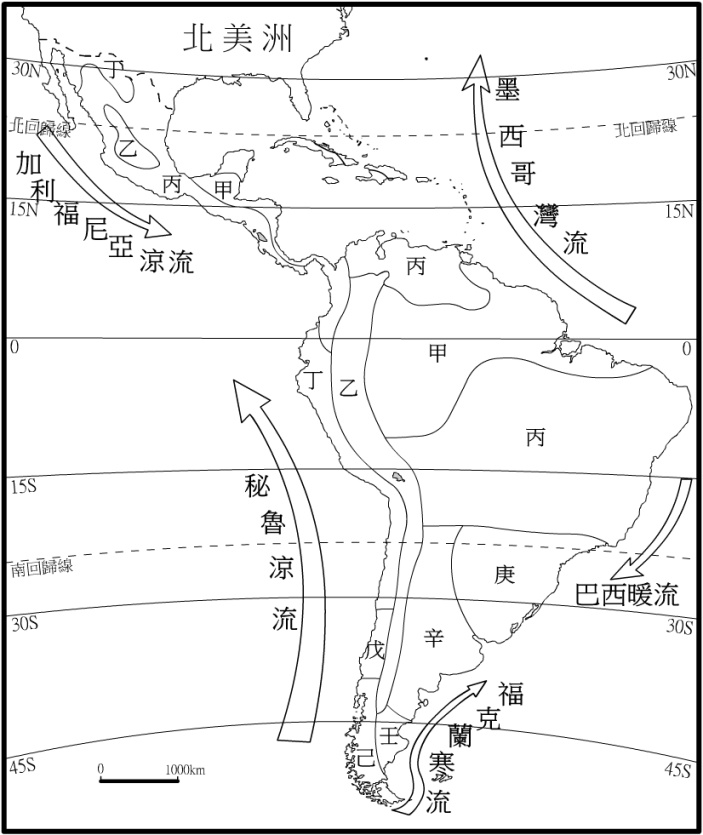 北美洲
30N
30N
丁
北回歸線
北回歸線
乙
丙
甲
15N
15N
加利福尼亞涼流
墨西哥灣流
丙
0
0
甲
丁
乙
丙
15S
秘魯涼流
南回歸線
庚
巴西暖流
30S
30S
辛
戊
壬
己
福克蘭寒流
45S
45S
0 1000km